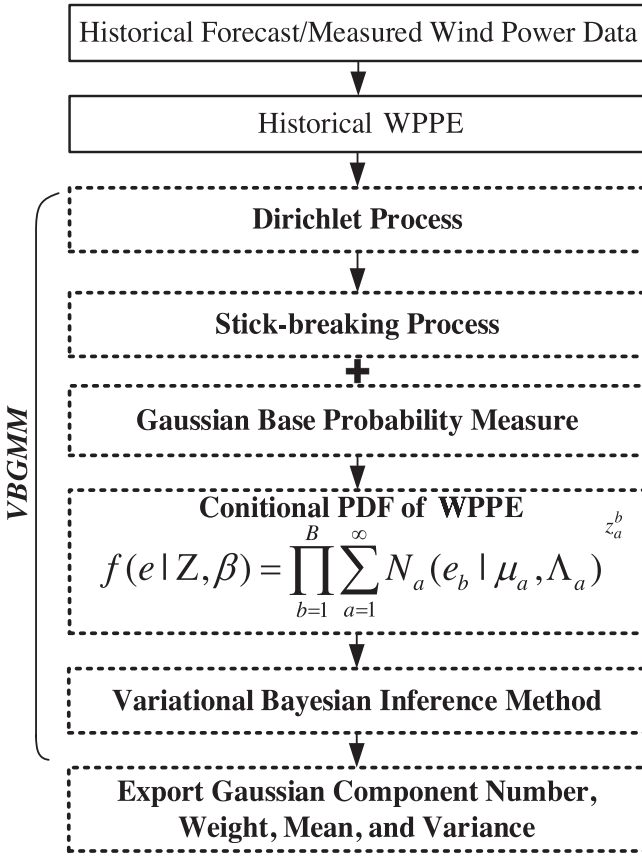 Historical Forecast/Measured Wind Power Data
Historical WPPE
Dirichlet Process
Stick-breaking Process
+
Gaussian Base Probability Measure
Conitional PDF of WPPE
f(e | Z, β) = ∏_{b=1}^{B} ∑_{a=1}^{∞} N_a(e_b | μ_a, Λ_a)^{z_a^b}
Variational Bayesian Inference Method
Export Gaussian Component Number,
Weight, Mean, and Variance
VBGMM